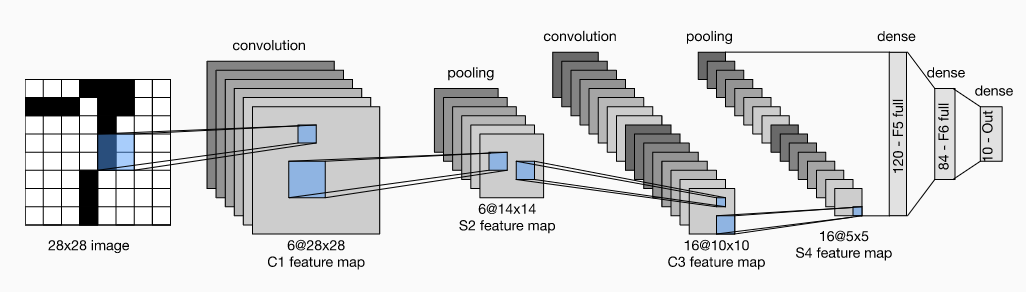 convolution
pooling
convolution
pooling
dense
dense
dense
120 - F5 full
84 - F6 full
10 - Out
28x28 image
6@28x28
C1 feature map
6@14x14
S2 feature map
16@10x10
C3 feature map
16@5x5
S4 feature map